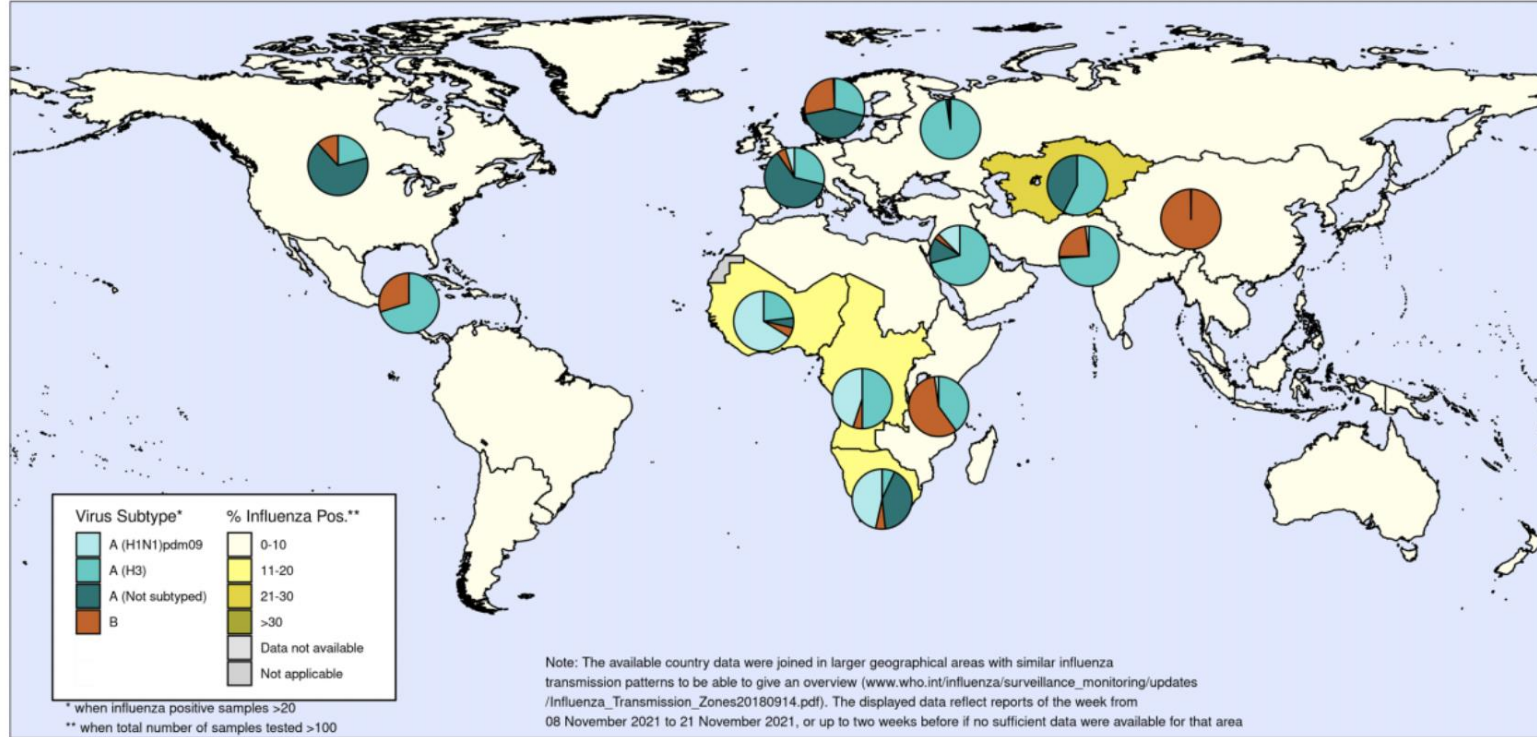 Virus Subtype*
A (H1N1)pdm09
A (H3)
A (Not subtyped)
B
% Influenza Pos.**
0-10
11-20
21-30
>30
Data not available
Not applicable
* when influenza positive samples >20
** when total number of samples tested >100
Note: The available country data were joined in larger geographical areas with similar influenza
transmission patterns to be able to give an overview (www.who.int/influenza/surveillance_monitoring/updates
/Influenza_Transmission_Zones20180914.pdf). The displayed data reflect reports of the week from
08 November 2021 to 21 November 2021, or up to two weeks before if no sufficient data were available for that area